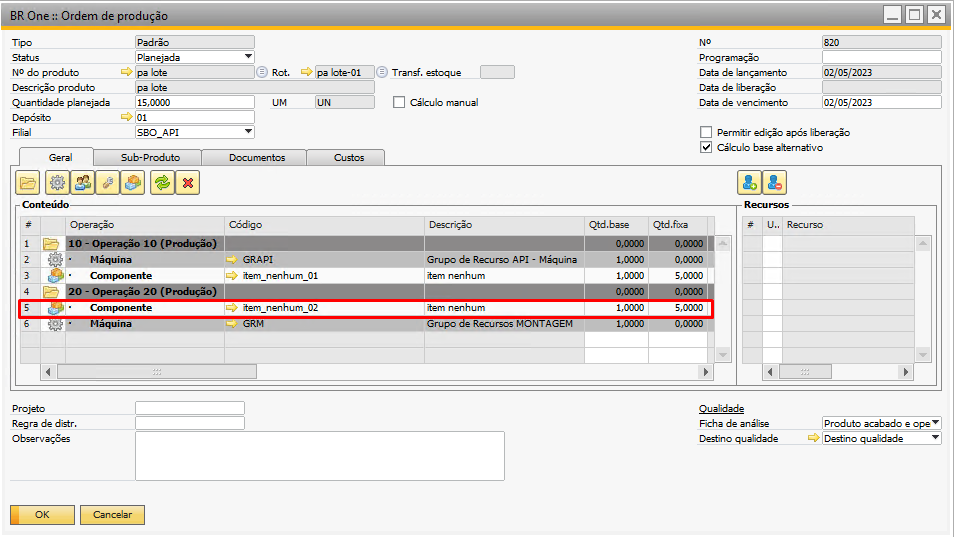 BR One :: Ordem de produção
Tipo Padrão Nº 820
Status Planejada Programação
Nº do produto pa lote Rot. pa lote-01 Transf. estoque Data de lançamento 02/05/2023
Descrição produto pa lote Data de liberação
Quantidade planejada 15,0000 UM UN Cálculo manual Data de vencimento 02/05/2023
Depósito 01
Filial SBO_API Permitir edição após liberação
Cálculo base alternativo
Geral Sub-Produto Documentos Custos
Conteúdo Recursos
# Operação Código Descrição Qtd.base Qtd.fixa # U.. Recurso
1 10 - Operação 10 (Produção) 0,0000 0,0000
2 Máquina GRAPI Grupo de Recurso API - Máquina 1,0000 0,0000
3 Componente item_nenhum_01 item nenhum 1,0000 5,0000
4 20 - Operação 20 (Produção) 0,0000 0,0000
5 Componente item_nenhum_02 item nenhum 1,0000 5,0000
6 Máquina GRM Grupo de Recursos MONTAGEM 1,0000 0,0000
Projeto Qualidade
Regra de distr. Ficha de análise Produto acabado e ope
Observações Destino qualidade Destino qualidade
OK Cancelar